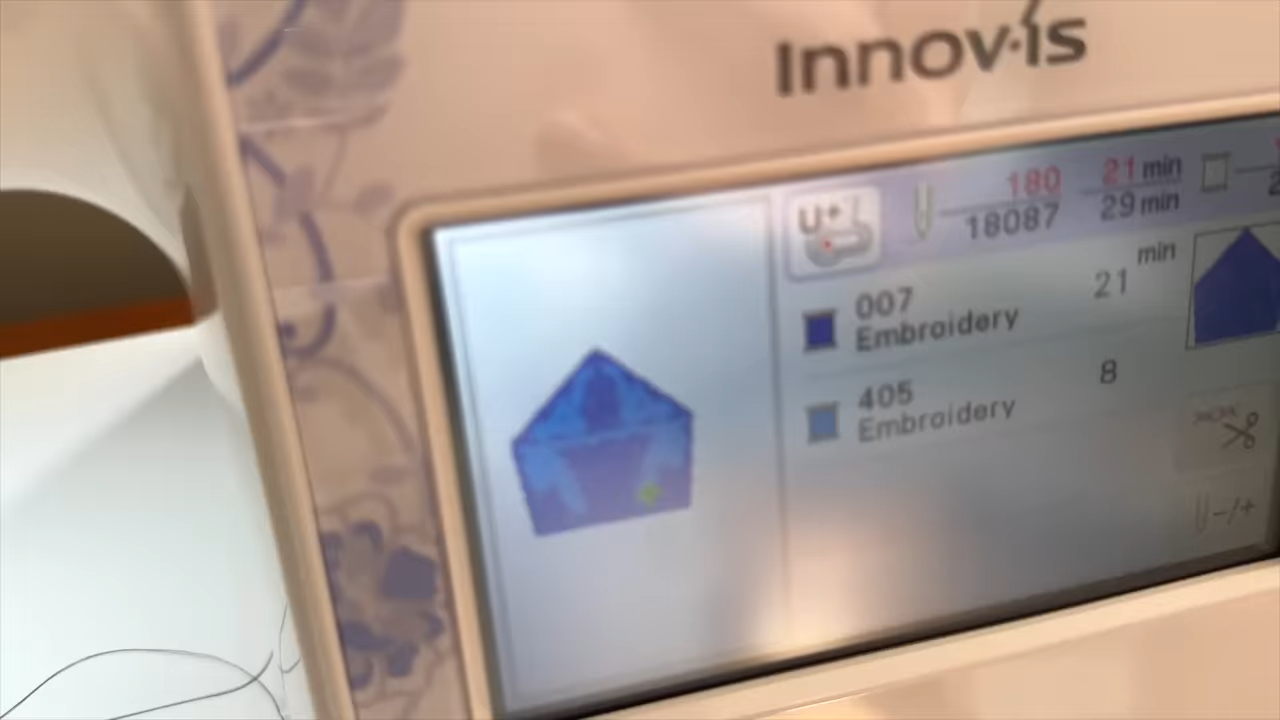 Innov-is
180 21 min
18087 29 min
U+
min
007 21
Embroidery
405 8
Embroidery
U-/+